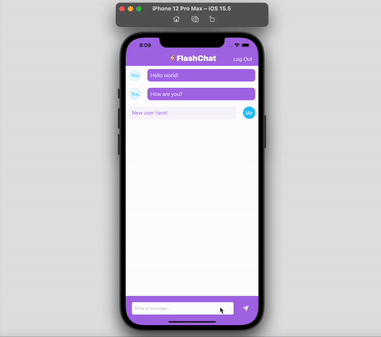 iPhone 12 Pro Max – iOS 15.5
8:09
⚡FlashChat
Log Out
You
Hello world!
You
How are you?
New user here!
Me
Write a message...